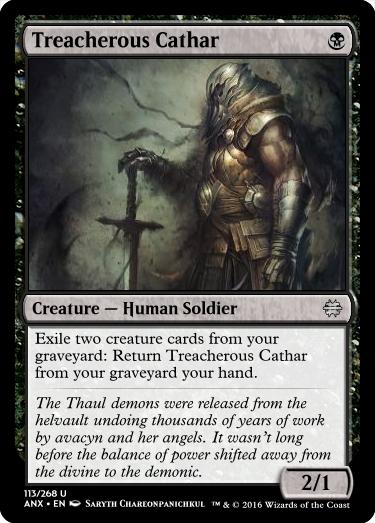 Treacherous Cathar
Creature — Human Soldier
Exile two creature cards from your
graveyard: Return Treacherous Cathar
from your graveyard your hand.
The Thaul demons were released from the
helvault undoing thousands of years of work
by avacyn and her angels. It wasn't long
before the balance of power shifted away from
the divine to the demonic.
2/1
113/268 U
ANX • EN Saryth Chareonpanichkul ™ & © 2016 Wizards of the Coast